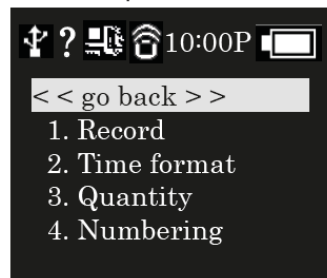 ? 10:00P
< < go back > >
1. Record
2. Time format
3. Quantity
4. Numbering